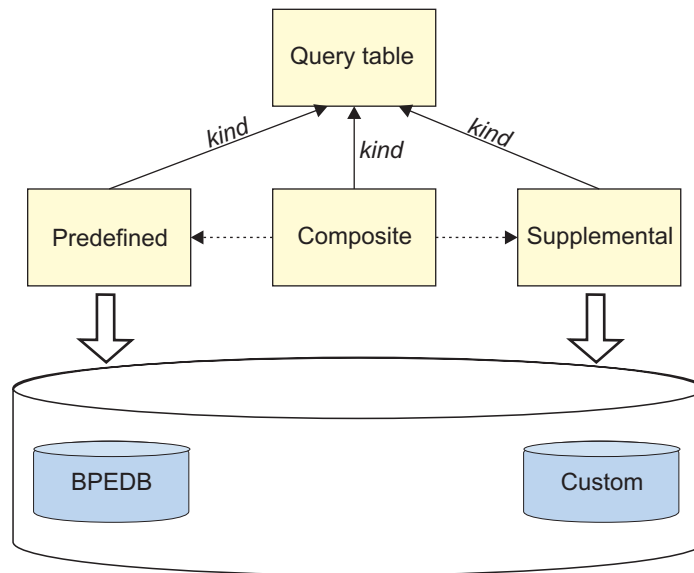 Query table
kind
kind
kind
Predefined
Composite
Supplemental
BPEDB
Custom